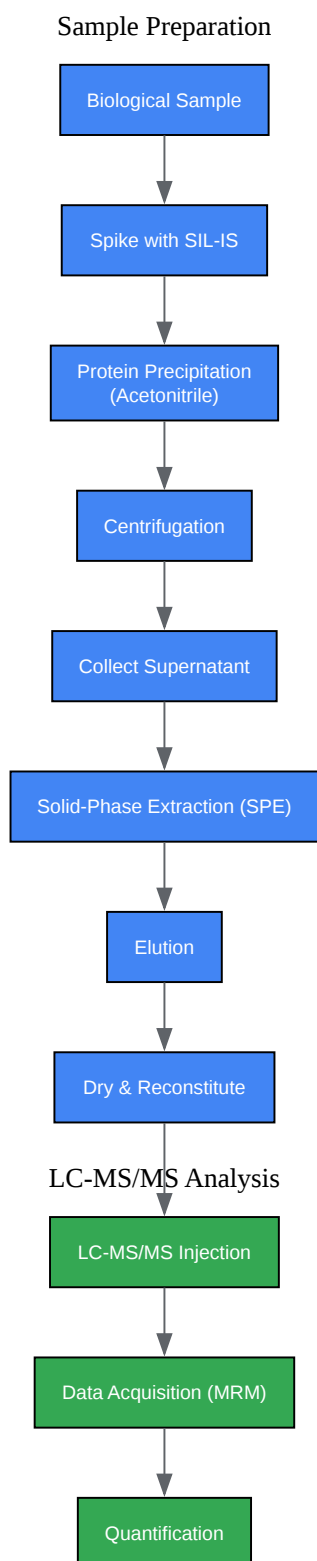 Sample Preparation
Biological Sample
Spike with SIL-IS
Protein Precipitation
(Acetonitrile)
Centrifugation
Collect Supernatant
Solid-Phase Extraction (SPE)
Elution
Dry & Reconstitute
LC-MS/MS Analysis
LC-MS/MS Injection
Data Acquisition (MRM)
Quantification